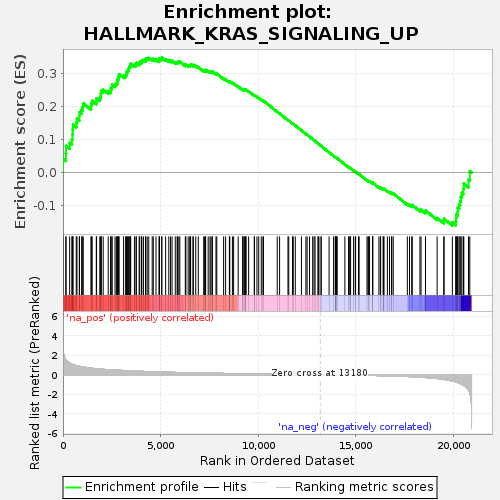 Enrichment plot:
HALLMARK_KRAS_SIGNALING_UP
Enrichment score (ES)
0.3
0.2
0.1
0.0
-0.1
'na_pos' (positively correlated)
Ranked list metric (PreRanked)
6
4
2
0
-2
-4
-6
Zero cross at 13180
'na_neg' (negatively correlated)
0
5,000
10,000
15,000
20,000
Rank in Ordered Dataset
Enrichment profile
Hits
Ranking metric scores